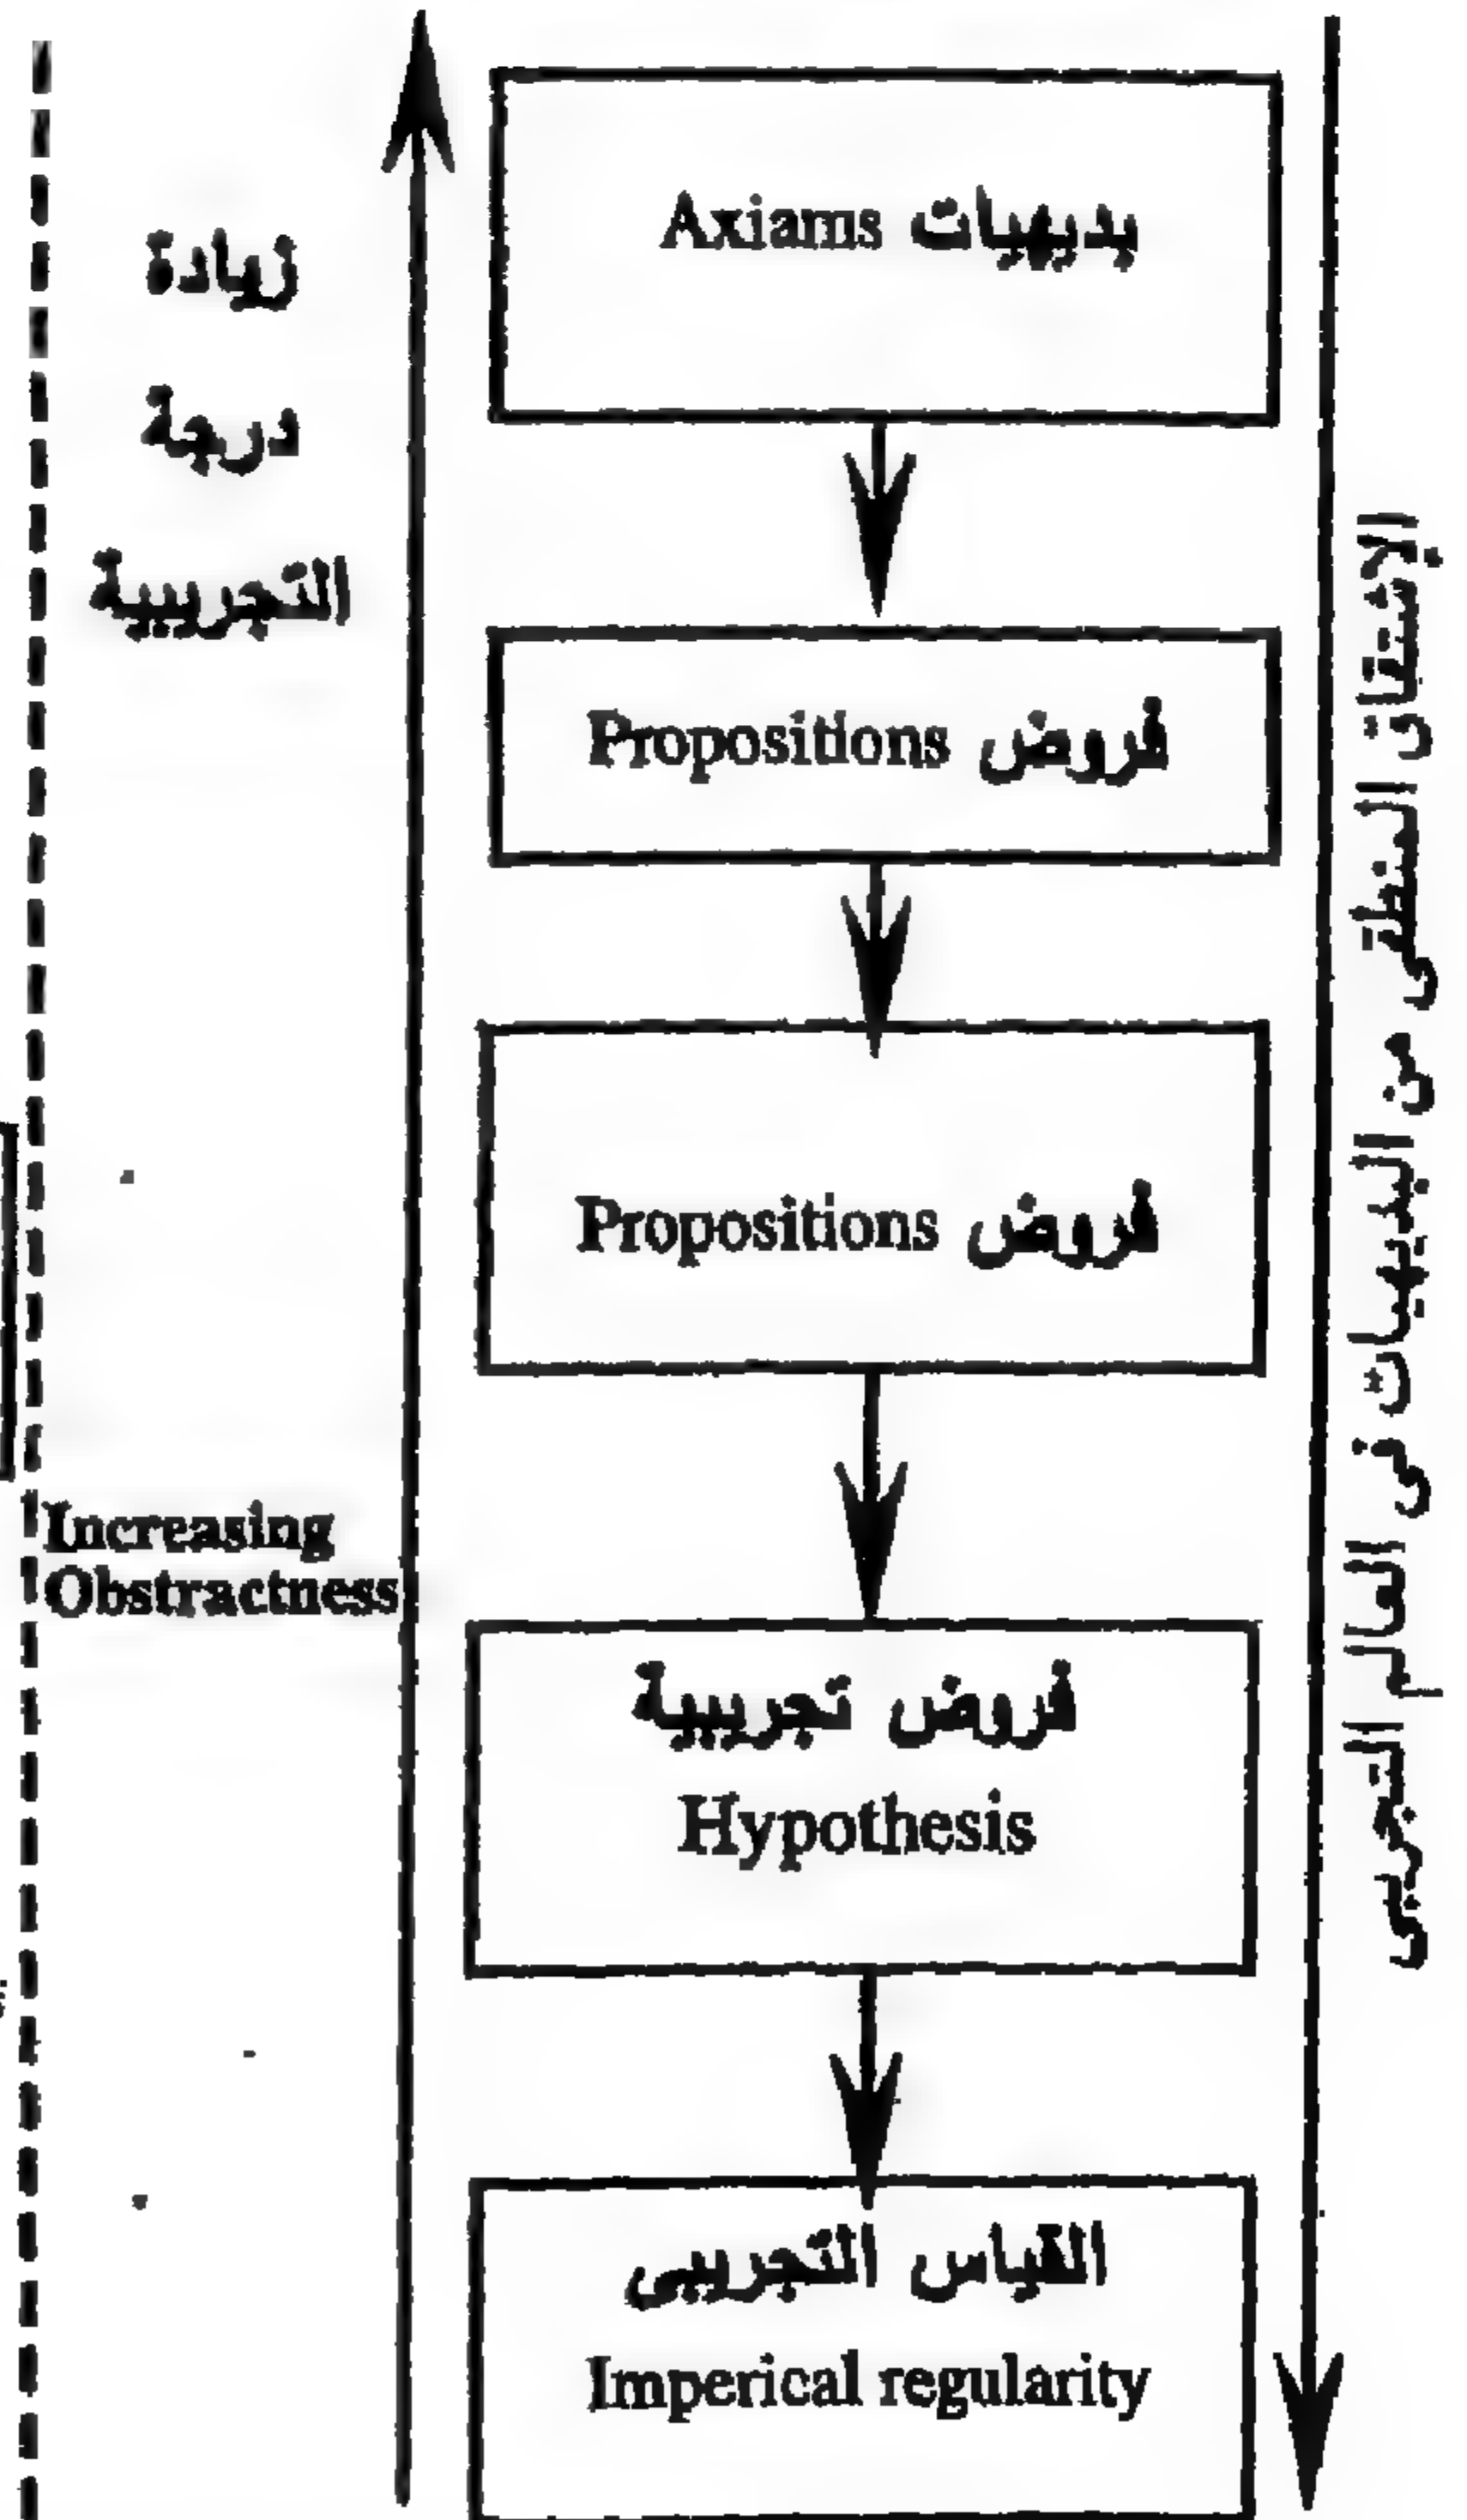 بديهيات Axiams
زيادة
درجة
التجريبية
فروض Propositions
فروض Propositions
Increasing
Obstractness
فروض تجريبية
Hypothesis
القياس التجريبى
Imperical regularity
الإشتقاق المنطقى من البديهيات فى العالم التجريبى